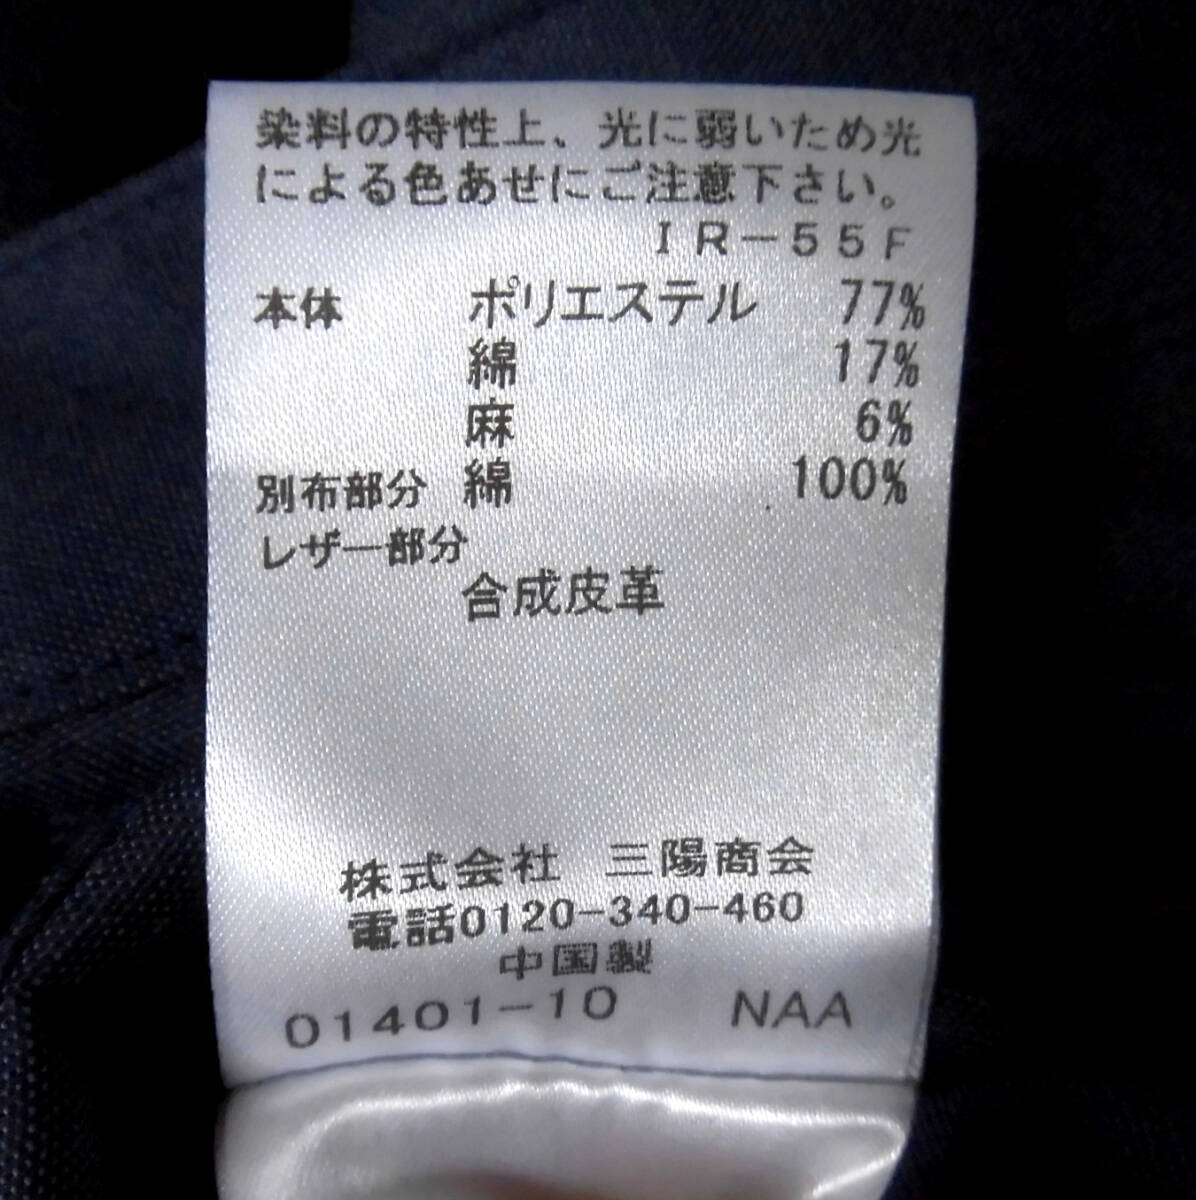 染料の特性上、光に弱いため光
による色あせにご注意下さい。
IR-55F
本体 ポリエステル 77%
綿 17%
麻 6%
別布部分 綿 100%
レザー部分
合成皮革
株式会社 三陽商会
電話0120-340-460
中国製
01401-10 NAA